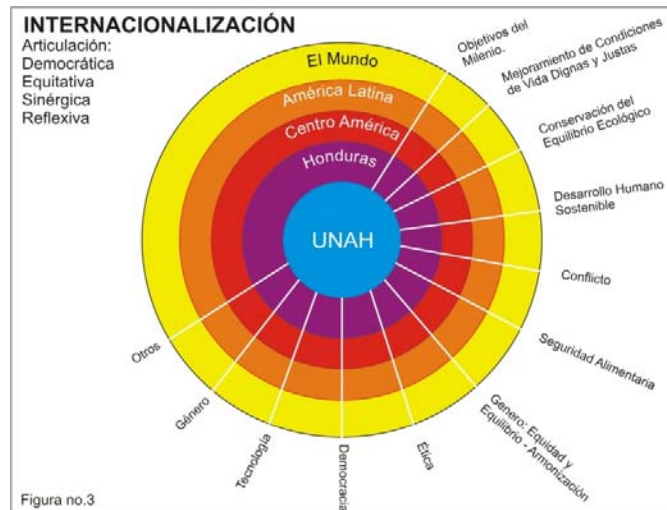 INTERNACIONALIZACIÓN
Articulación:
Democrática
Equitativa
Sinérgica
Reflexiva
El Mundo
América Latina
Centro América
Honduras
UNAH
Objetivos del
Milenio.
Mejoramiento de Condiciones
de Vida Dignas y Justas
Conservación del
Equilibrio Ecológico
Desarrollo Humano
Sostenible
Conflicto
Seguridad Alimentaria
Genero: Equidad y
Equilibrio - Armonización
Ética
Democracia
Tecnología
Género
Otros
Figura no.3